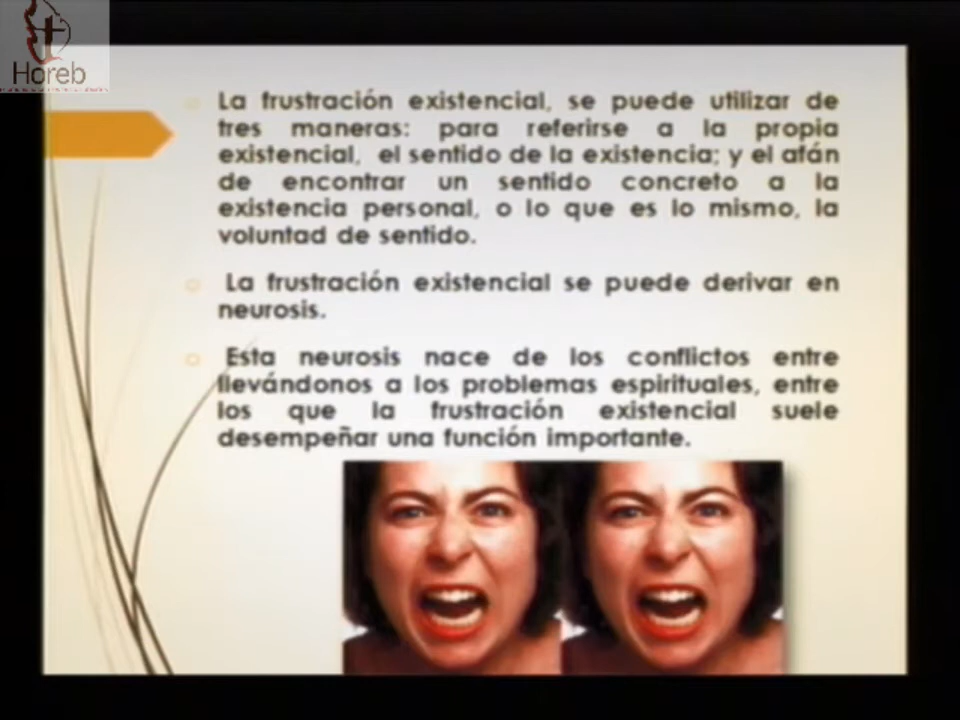 Horeb
La frustración existencial, se puede utilizar de
tres maneras: para referirse a la propia
existencial, el sentido de la existencia; y el afán
de encontrar un sentido concreto a la
existencia personal, o lo que es lo mismo, la
voluntad de sentido.
La frustración existencial se puede derivar en
neurosis.
Esta neurosis nace de los conflictos entre
llevándonos a los problemas espirituales, entre
los que la frustración existencial suele
desempeñar una función importante.